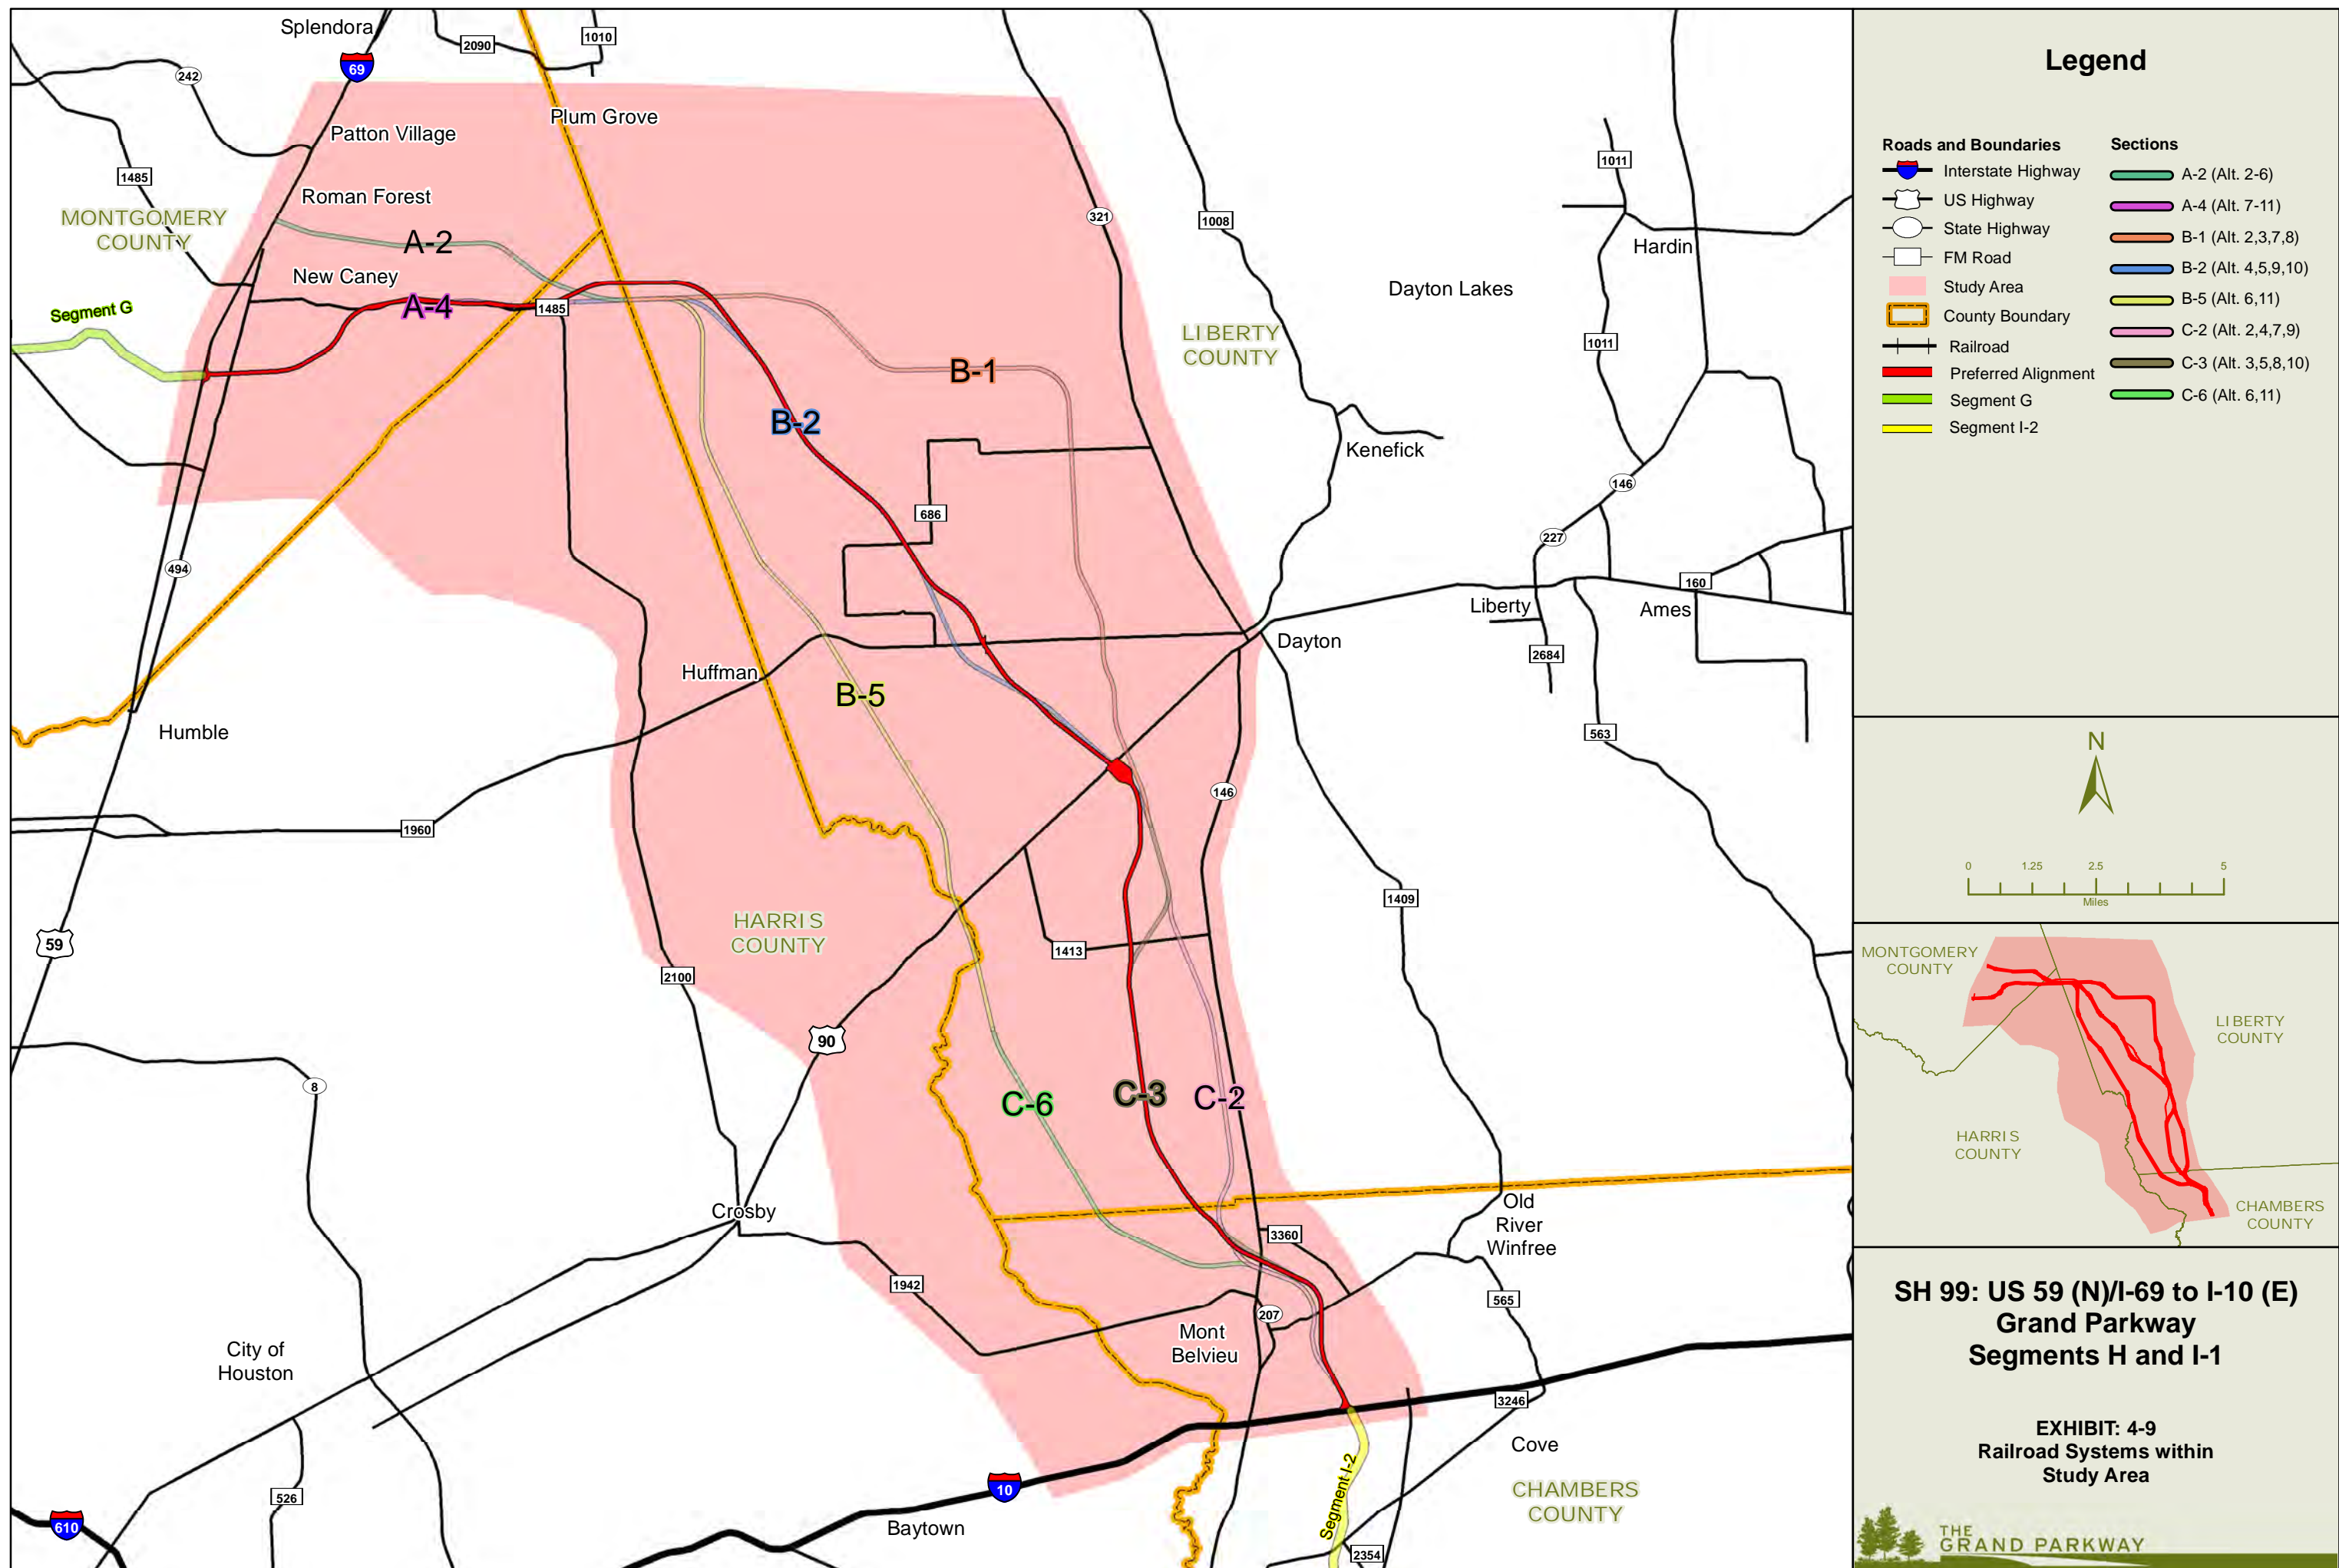 Splendora
69
2090
1010
242
Plum Grove
Patton Village
1485
Roman Forest
MONTGOMERY
COUNTY
A-2
New Caney
Segment G
A-4
1485
321
1008
1011
Hardin
Dayton Lakes
LIBERTY
COUNTY
1011
B-1
B-2
Kenefick
146
686
227
494
160
Liberty
Ames
Dayton
2684
Huffman
B-5
563
Humble
146
1960
1409
HARRIS
COUNTY
59
1413
2100
90
8
C-6
C-3
C-2
Crosby
Old
River
Winfree
3360
1942
565
207
Mont
Belvieu
City of
Houston
3246
Cove
10
526
Segment I-2
CHAMBERS
COUNTY
610
Baytown
2354
Legend
Roads and Boundaries
Interstate Highway
US Highway
State Highway
FM Road
Study Area
County Boundary
Railroad
Preferred Alignment
Segment G
Segment I-2
Sections
A-2 (Alt. 2-6)
A-4 (Alt. 7-11)
B-1 (Alt. 2,3,7,8)
B-2 (Alt. 4,5,9,10)
B-5 (Alt. 6,11)
C-2 (Alt. 2,4,7,9)
C-3 (Alt. 3,5,8,10)
C-6 (Alt. 6,11)
N
0 1.25 2.5 5
Miles
MONTGOMERY
COUNTY
LIBERTY
COUNTY
HARRIS
COUNTY
CHAMBERS
COUNTY
SH 99: US 59 (N)/I-69 to I-10 (E)
Grand Parkway
Segments H and I-1
EXHIBIT: 4-9
Railroad Systems within
Study Area
THE
GRAND PARKWAY